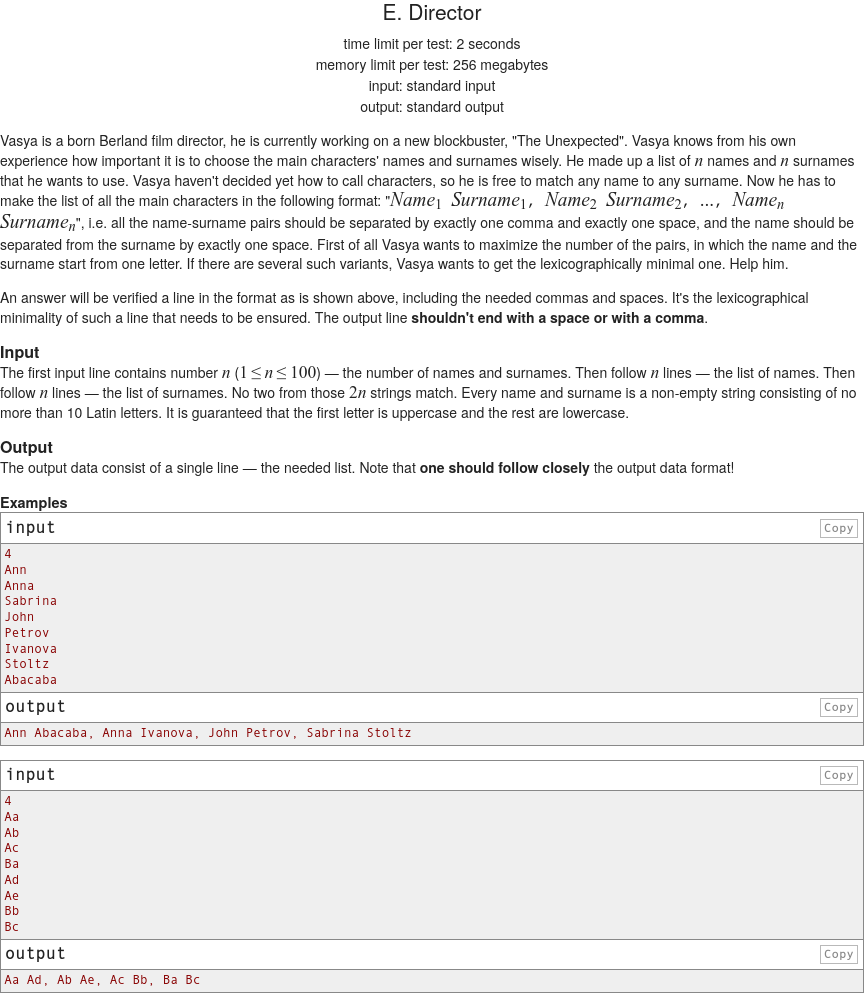 E. Director
time limit per test: 2 seconds
memory limit per test: 256 megabytes
input: standard input
output: standard output
Vasya is a born Berland film director, he is currently working on a new blockbuster, "The Unexpected". Vasya knows from his own
experience how important it is to choose the main characters' names and surnames wisely. He made up a list of n names and n surnames
that he wants to use. Vasya haven't decided yet how to call characters, so he is free to match any name to any surname. Now he has to
make the list of all the main characters in the following format: "Name1 Surname1, Name2 Surname2, ..., Namen
Surnamen", i.e. all the name-surname pairs should be separated by exactly one comma and exactly one space, and the name should be
separated from the surname by exactly one space. First of all Vasya wants to maximize the number of the pairs, in which the name and the
surname start from one letter. If there are several such variants, Vasya wants to get the lexicographically minimal one. Help him.
An answer will be verified a line in the format as is shown above, including the needed commas and spaces. It's the lexicographical
minimality of such a line that needs to be ensured. The output line shouldn't end with a space or with a comma.
Input
The first input line contains number n (1 ≤ n ≤ 100) — the number of names and surnames. Then follow n lines — the list of names. Then
follow n lines — the list of surnames. No two from those 2n strings match. Every name and surname is a non-empty string consisting of no
more than 10 Latin letters. It is guaranteed that the first letter is uppercase and the rest are lowercase.
Output
The output data consist of a single line — the needed list. Note that one should follow closely the output data format!
Examples
input Copy
4
Ann
Anna
Sabrina
John
Petrov
Ivanova
Stoltz
Abacaba
output Copy
Ann Abacaba, Anna Ivanova, John Petrov, Sabrina Stoltz
input Copy
4
Aa
Ab
Ac
Ba
Ad
Ae
Bb
Bc
output Copy
Aa Ad, Ab Ae, Ac Bb, Ba Bc